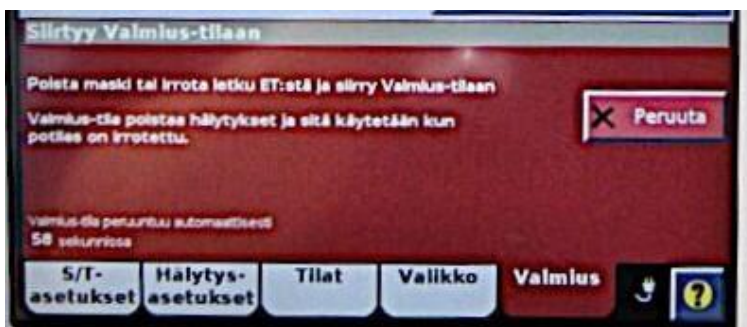 Siirtyy Valmius-tilaan
Poista maski tai irrota letku ET:stä ja siirry Valmius-tilaan
Valmius-tila poistaa hälytykset ja sitä käytetään kun
potilas on irrotettu.
Peruuta
Valmius-tila peruuntuu automaattisesti
58 sekunnissa
S/T-
asetukset
Hälytys-
asetukset
Tilat
Valikko
Valmius
?